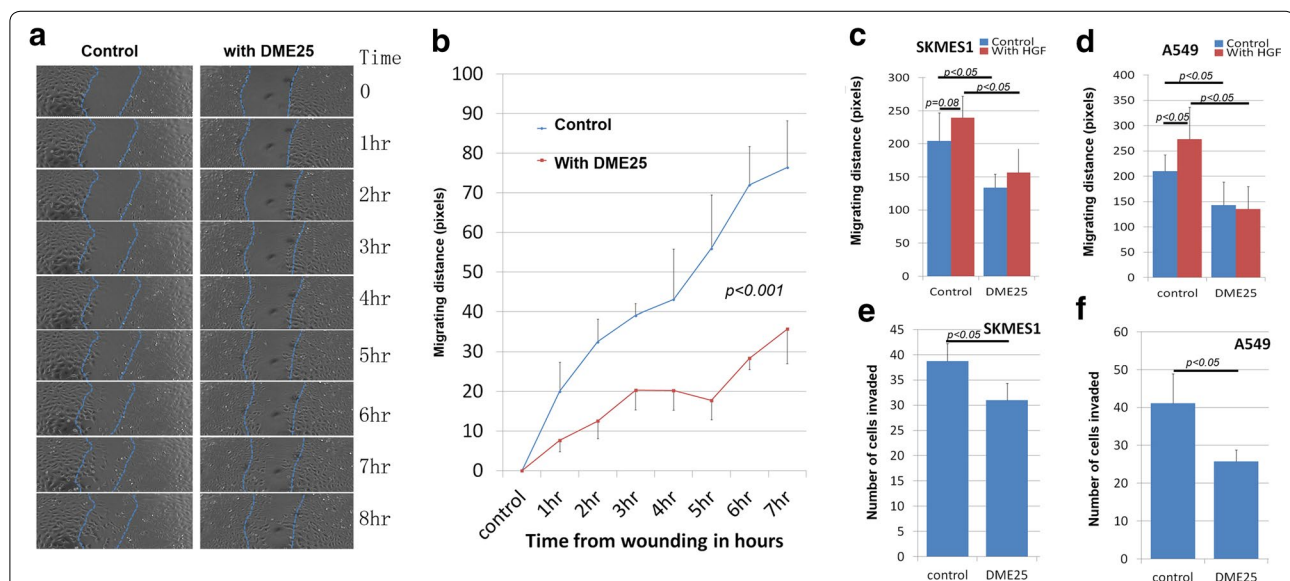 a
Control
with DME25
Time
0
1hr
2hr
3hr
4hr
5hr
6hr
7hr
8hr
b
100
90
80
70
60
50
40
30
20
10
0
Migrating distance (pixels)
Control
With DME25
p<0.001
control
1hr
2hr
3hr
4hr
5hr
6hr
7hr
Time from wounding in hours
c
SKMES1
Control
With HGF
300
250
200
150
100
50
0
Migrating distance (pixels)
p<0.05
p<0.05
p=0.08
Control
DME25
d
A549
Control
With HGF
400
350
300
250
200
150
100
50
0
Migrating distance (pixels)
p<0.05
p<0.05
p<0.05
control
DME25
e
SKMES1
45
40
35
30
25
20
15
10
5
0
Number of cells invaded
p<0.05
control
DME25
f
A549
60
50
40
30
20
10
0
Number of cells invaded
p<0.05
control
DME25